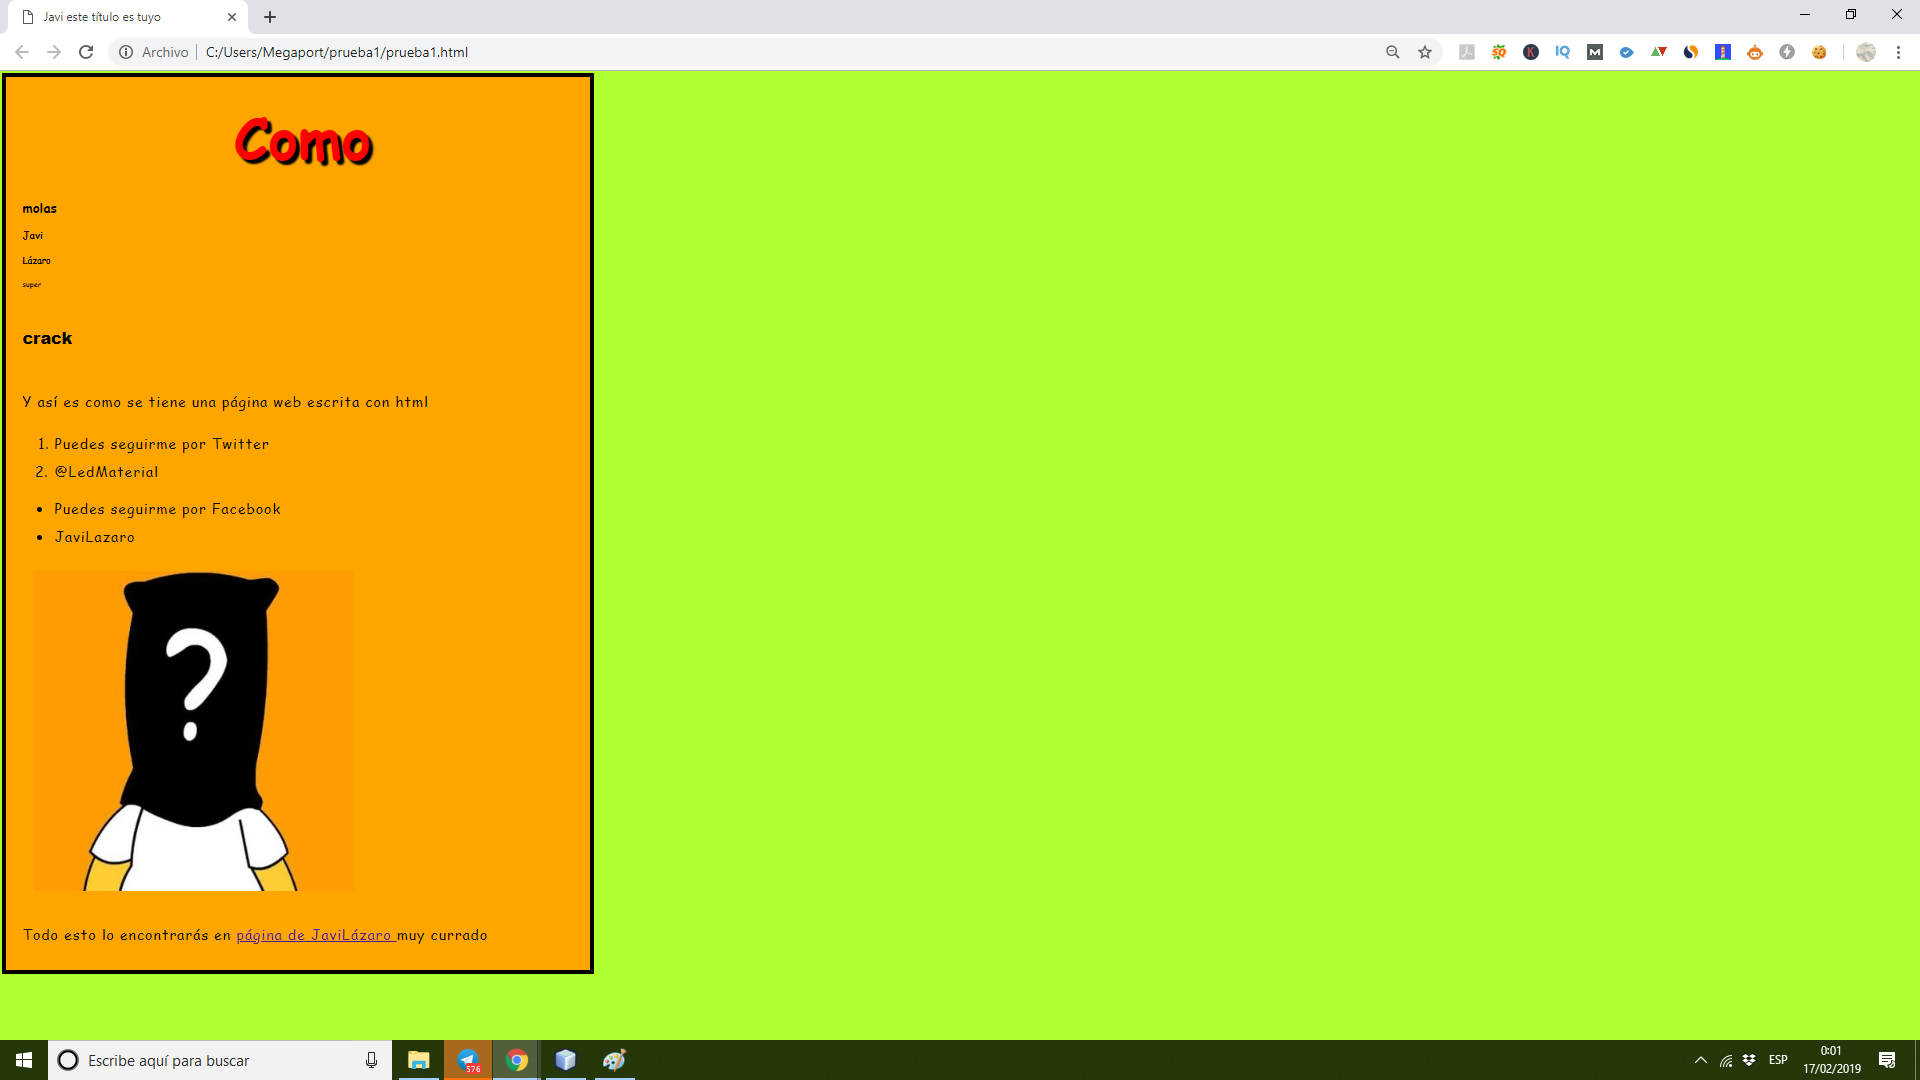 Javi este título es tuyo
Archivo C:/Users/Megaport/prueba1/prueba1.html
SQ K IQ M
Como
molas
Javi
Lázaro
super
crack
Y así es como se tiene una página web escrita con html
1. Puedes seguirme por Twitter
2. @LedMaterial
• Puedes seguirme por Facebook
• JaviLazaro
?
Todo esto lo encontrarás en página de JaviLázaro muy currado
Escribe aquí para buscar
576
ESP
0:01
17/02/2019